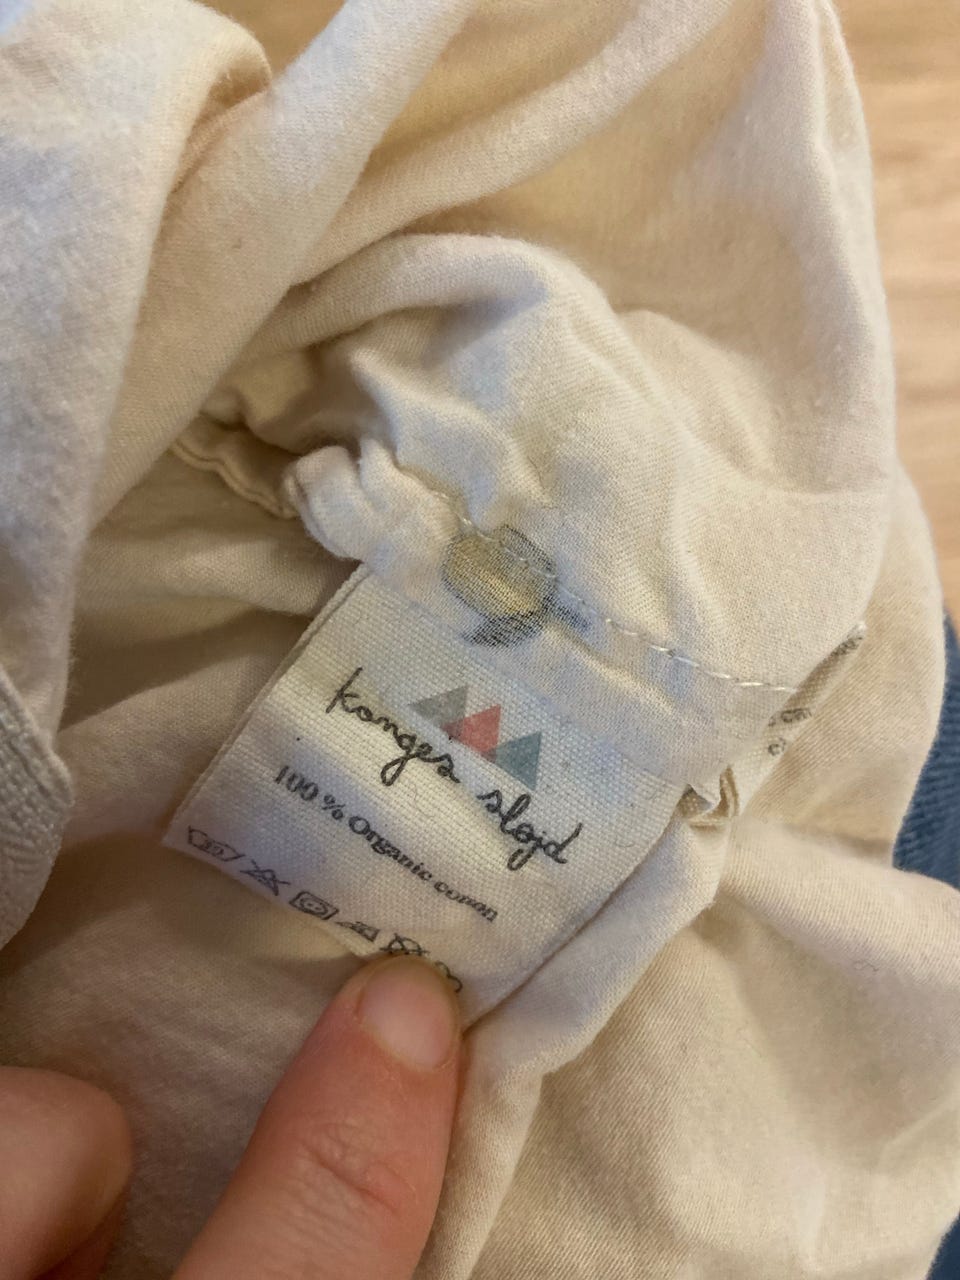 konges sløjd
100% Organic cotton